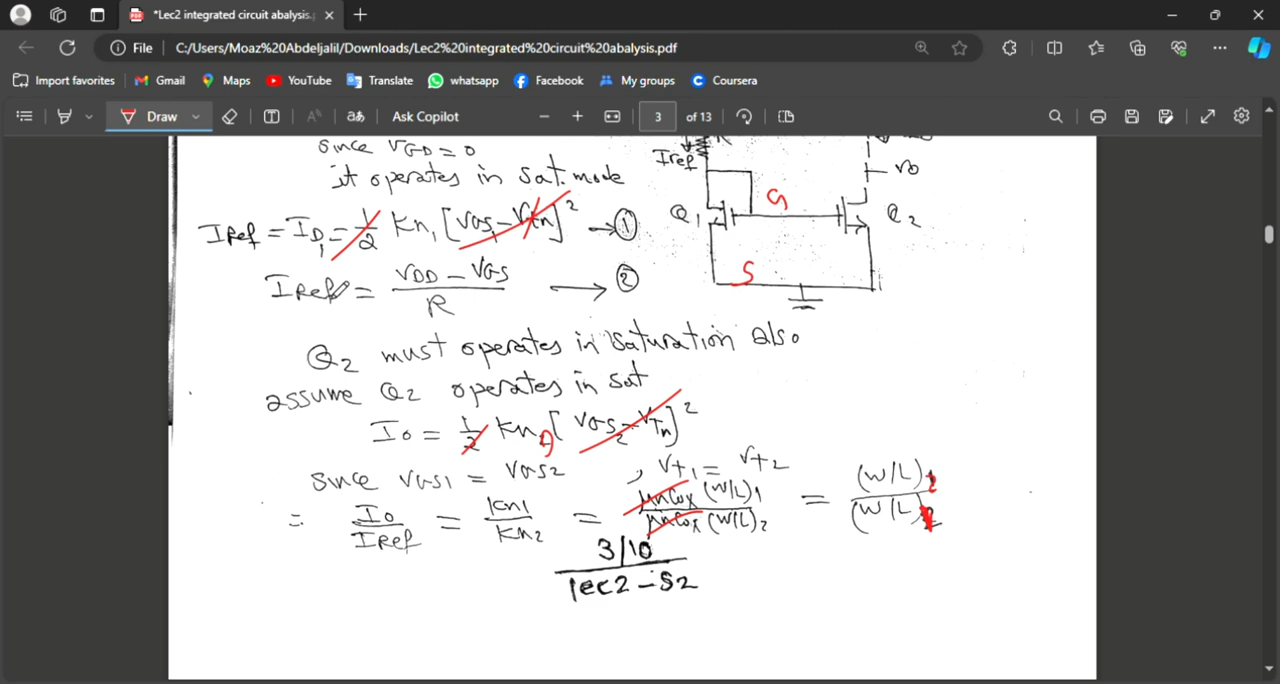 *Lec2 integrated circuit abalysis.
File C:/Users/Moaz%20Abdeljalil/Downloads/Lec2%20integrated%20circuit%20abalysis.pdf
Import favorites Gmail Maps YouTube Translate whatsapp Facebook My groups Coursera
Draw aあ Ask Copilot 3 of 13
since VGD = 0
it operates in sat. mode
IRef = ID1 = 1/2 Kn1 [VGS1 - Vtn]² → ①
IRef = (VDD - VGS) / R → ②
Iref
Q1
G
Q2
Vo
S
Q2 must operates in saturation also
assume Q2 operates in sat
Io = 1/2 Kn2 [VGS2 - VTn]²
since VGS1 = VGS2 , Vt1 = Vt2
= Io / IRef = Kn1 / Kn2 = μnCox (W/L)1 / μnCox (W/L)2 = (W/L)2 / (W/L)1
3/10
lec2 - S2